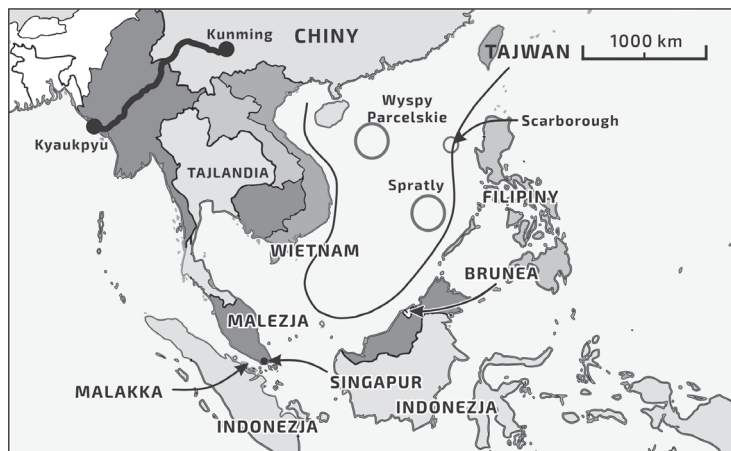 Kunming
CHINY
TAJWAN
1000 km
Kyaukpyu
Wyspy
Parcelskie
Scarborough
TAJLANDIA
Spratly
FILIPINY
WIETNAM
BRUNEA
MALEZJA
MALAKKA
SINGAPUR
INDONEZJA
INDONEZJA